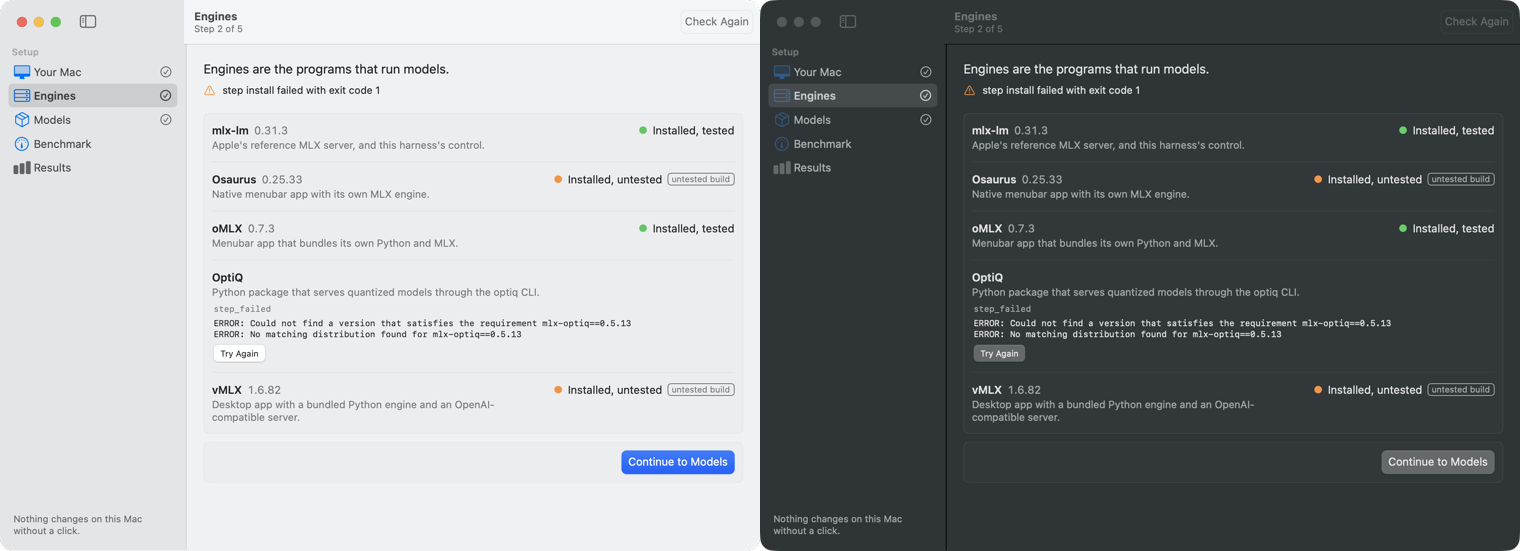 Engines
Step 2 of 5
Check Again
Setup
Your Mac
Engines
Models
Benchmark
Results
Engines are the programs that run models.
step install failed with exit code 1
mlx-lm 0.31.3
Installed, tested
Apple's reference MLX server, and this harness's control.
Osaurus 0.25.33
Installed, untested untested build
Native menubar app with its own MLX engine.
oMLX 0.7.3
Installed, tested
Menubar app that bundles its own Python and MLX.
OptiQ
Python package that serves quantized models through the optiq CLI.
step_failed
ERROR: Could not find a version that satisfies the requirement mlx-optiq==0.5.13
ERROR: No matching distribution found for mlx-optiq==0.5.13
Try Again
vMLX 1.6.82
Installed, untested untested build
Desktop app with a bundled Python engine and an OpenAI-
compatible server.
Continue to Models
Nothing changes on this Mac
without a click.
Engines
Step 2 of 5
Check Again
Setup
Your Mac
Engines
Models
Benchmark
Results
Engines are the programs that run models.
step install failed with exit code 1
mlx-lm 0.31.3
Installed, tested
Apple's reference MLX server, and this harness's control.
Osaurus 0.25.33
Installed, untested untested build
Native menubar app with its own MLX engine.
oMLX 0.7.3
Installed, tested
Menubar app that bundles its own Python and MLX.
OptiQ
Python package that serves quantized models through the optiq CLI.
step_failed
ERROR: Could not find a version that satisfies the requirement mlx-optiq==0.5.13
ERROR: No matching distribution found for mlx-optiq==0.5.13
Try Again
vMLX 1.6.82
Installed, untested untested build
Desktop app with a bundled Python engine and an OpenAI-
compatible server.
Continue to Models
Nothing changes on this Mac
without a click.